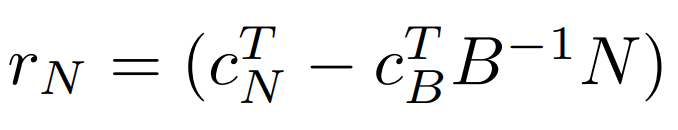 r_N = (c_N^T − c_B^T B^{−1} N)